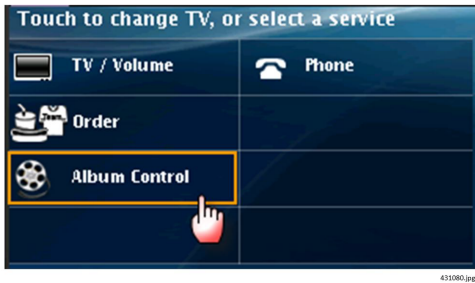 Touch to change TV, or select a service
TV / Volume
Phone
Order
Album Control
431080.jpg